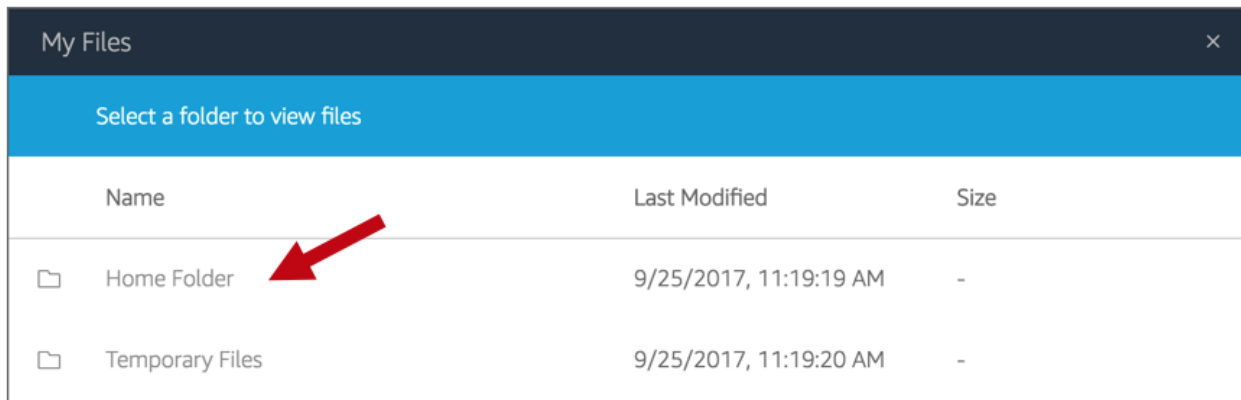 My Files
Select a folder to view files
Name Last Modified Size
Home Folder 9/25/2017, 11:19:19 AM -
Temporary Files 9/25/2017, 11:19:20 AM -